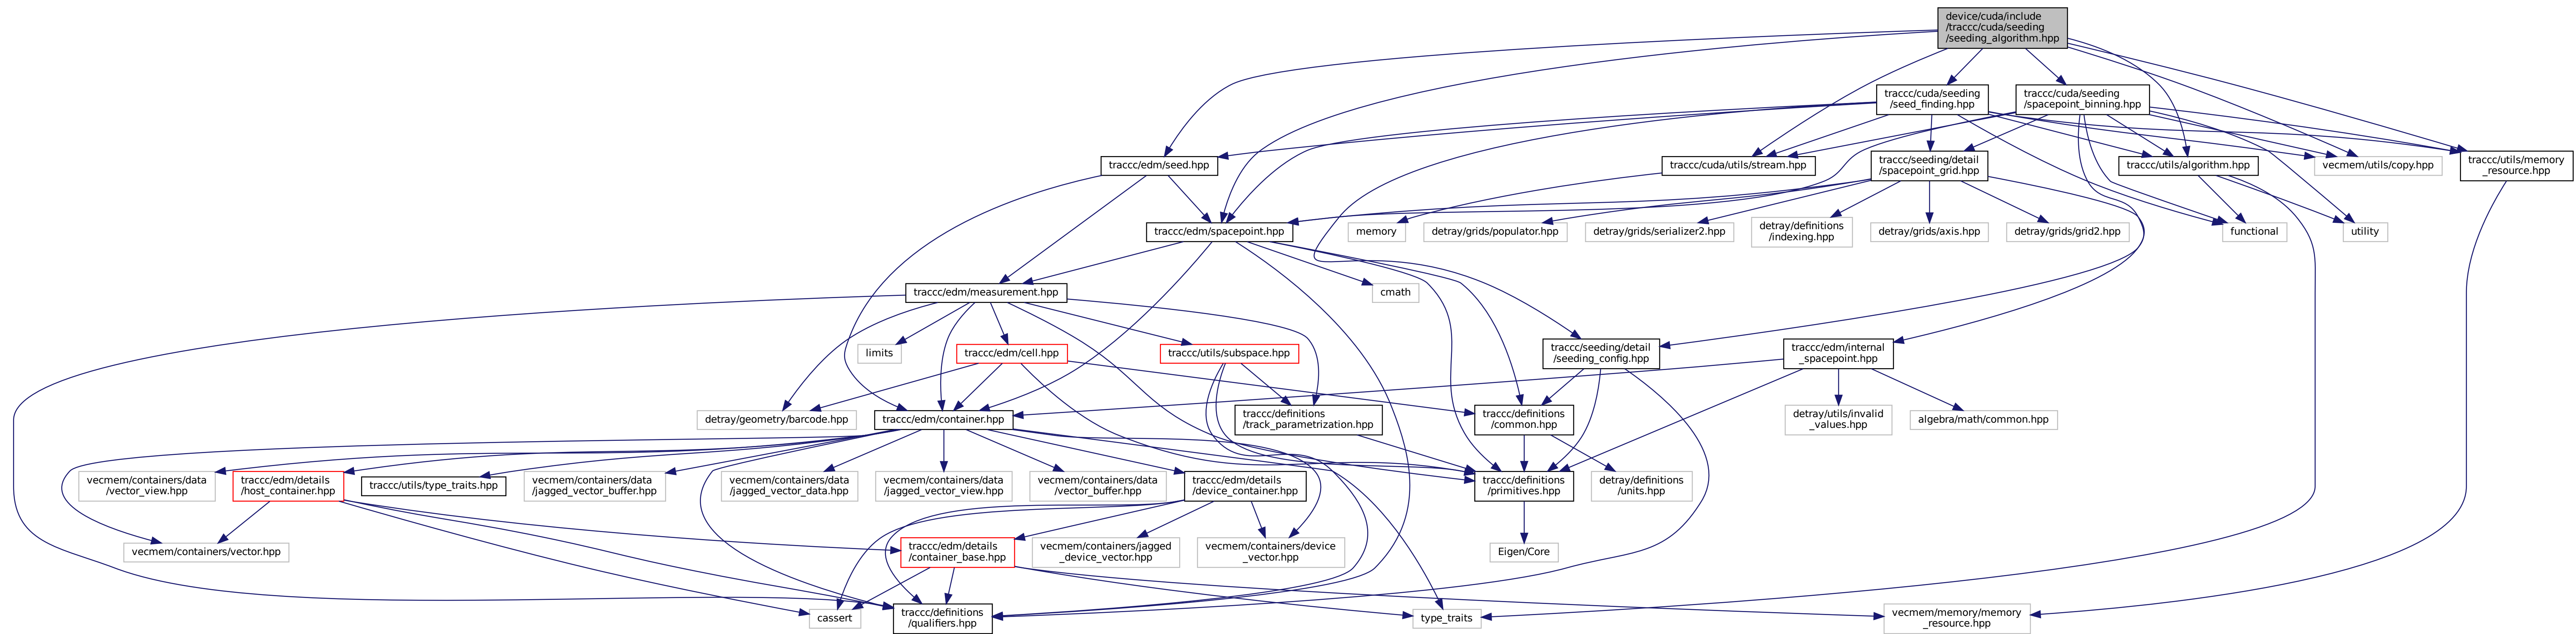 device/cuda/include
/traccc/cuda/seeding
/seeding_algorithm.hpp
traccc/cuda/seeding
/seed_finding.hpp
traccc/cuda/seeding
/spacepoint_binning.hpp
traccc/edm/seed.hpp
traccc/cuda/utils/stream.hpp
traccc/seeding/detail
/spacepoint_grid.hpp
traccc/utils/algorithm.hpp
vecmem/utils/copy.hpp
traccc/utils/memory
_resource.hpp
traccc/edm/spacepoint.hpp
memory
detray/grids/populator.hpp
detray/grids/serializer2.hpp
detray/definitions
/indexing.hpp
detray/grids/axis.hpp
detray/grids/grid2.hpp
functional
utility
traccc/edm/measurement.hpp
cmath
limits
traccc/edm/cell.hpp
traccc/utils/subspace.hpp
traccc/seeding/detail
/seeding_config.hpp
traccc/edm/internal
_spacepoint.hpp
detray/geometry/barcode.hpp
traccc/edm/container.hpp
traccc/definitions
/track_parametrization.hpp
traccc/definitions
/common.hpp
detray/utils/invalid
_values.hpp
algebra/math/common.hpp
vecmem/containers/data
/vector_view.hpp
traccc/edm/details
/host_container.hpp
traccc/utils/type_traits.hpp
vecmem/containers/data
/jagged_vector_buffer.hpp
vecmem/containers/data
/jagged_vector_data.hpp
vecmem/containers/data
/jagged_vector_view.hpp
vecmem/containers/data
/vector_buffer.hpp
traccc/edm/details
/device_container.hpp
traccc/definitions
/primitives.hpp
detray/definitions
/units.hpp
vecmem/containers/vector.hpp
traccc/edm/details
/container_base.hpp
vecmem/containers/jagged
_device_vector.hpp
vecmem/containers/device
_vector.hpp
Eigen/Core
cassert
traccc/definitions
/qualifiers.hpp
type_traits
vecmem/memory/memory
_resource.hpp